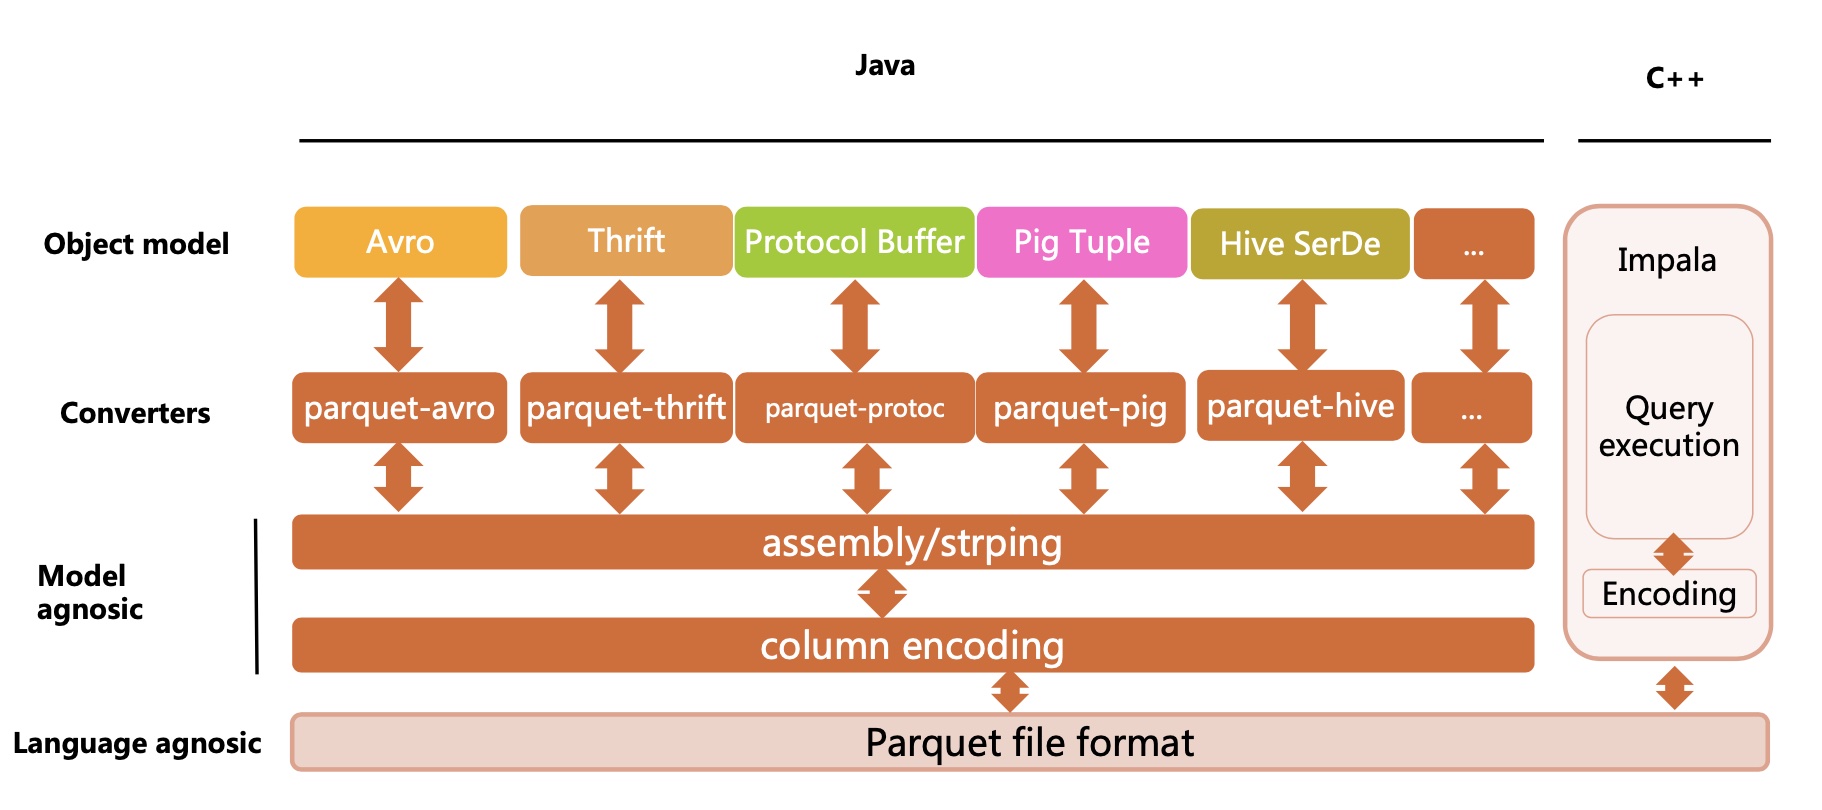 Java
C++
Object model
Avro
Thrift
Protocol Buffer
Pig Tuple
Hive SerDe
...
Impala
Converters
parquet-avro
parquet-thrift
parquet-protoc
parquet-pig
parquet-hive
...
Query
execution
Model
agnosic
assembly/strping
Encoding
column encoding
Language agnosic
Parquet file format